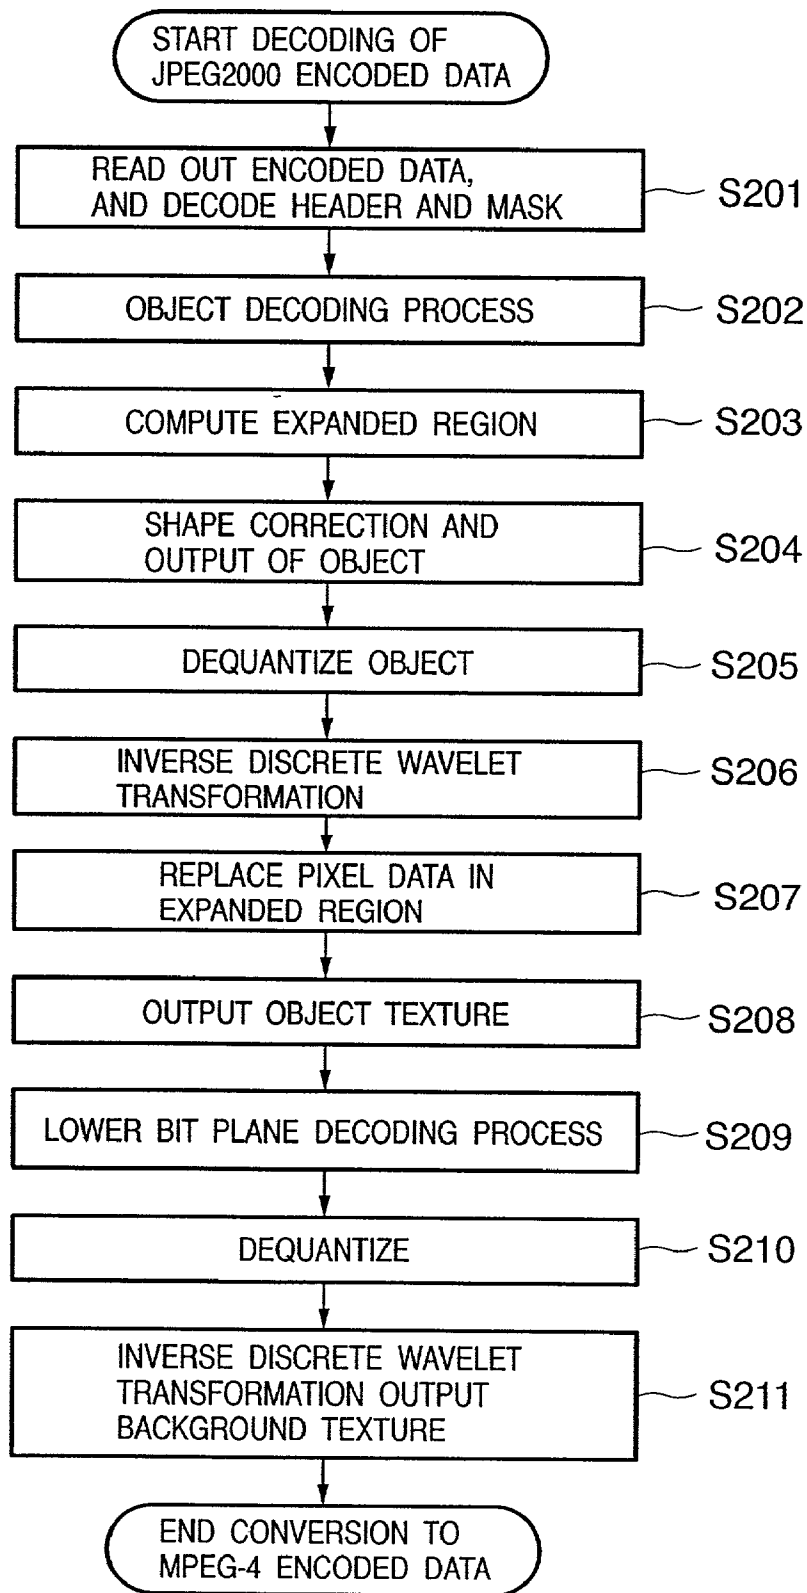 START DECODING OF
JPEG2000 ENCODED DATA
READ OUT ENCODED DATA,
AND DECODE HEADER AND MASK
S201
OBJECT DECODING PROCESS
S202
COMPUTE EXPANDED REGION
S203
SHAPE CORRECTION AND
OUTPUT OF OBJECT
S204
DEQUANTIZE OBJECT
S205
INVERSE DISCRETE WAVELET
TRANSFORMATION
S206
REPLACE PIXEL DATA IN
EXPANDED REGION
S207
OUTPUT OBJECT TEXTURE
S208
LOWER BIT PLANE DECODING PROCESS
S209
DEQUANTIZE
S210
INVERSE DISCRETE WAVELET
TRANSFORMATION OUTPUT
BACKGROUND TEXTURE
S211
END CONVERSION TO
MPEG-4 ENCODED DATA